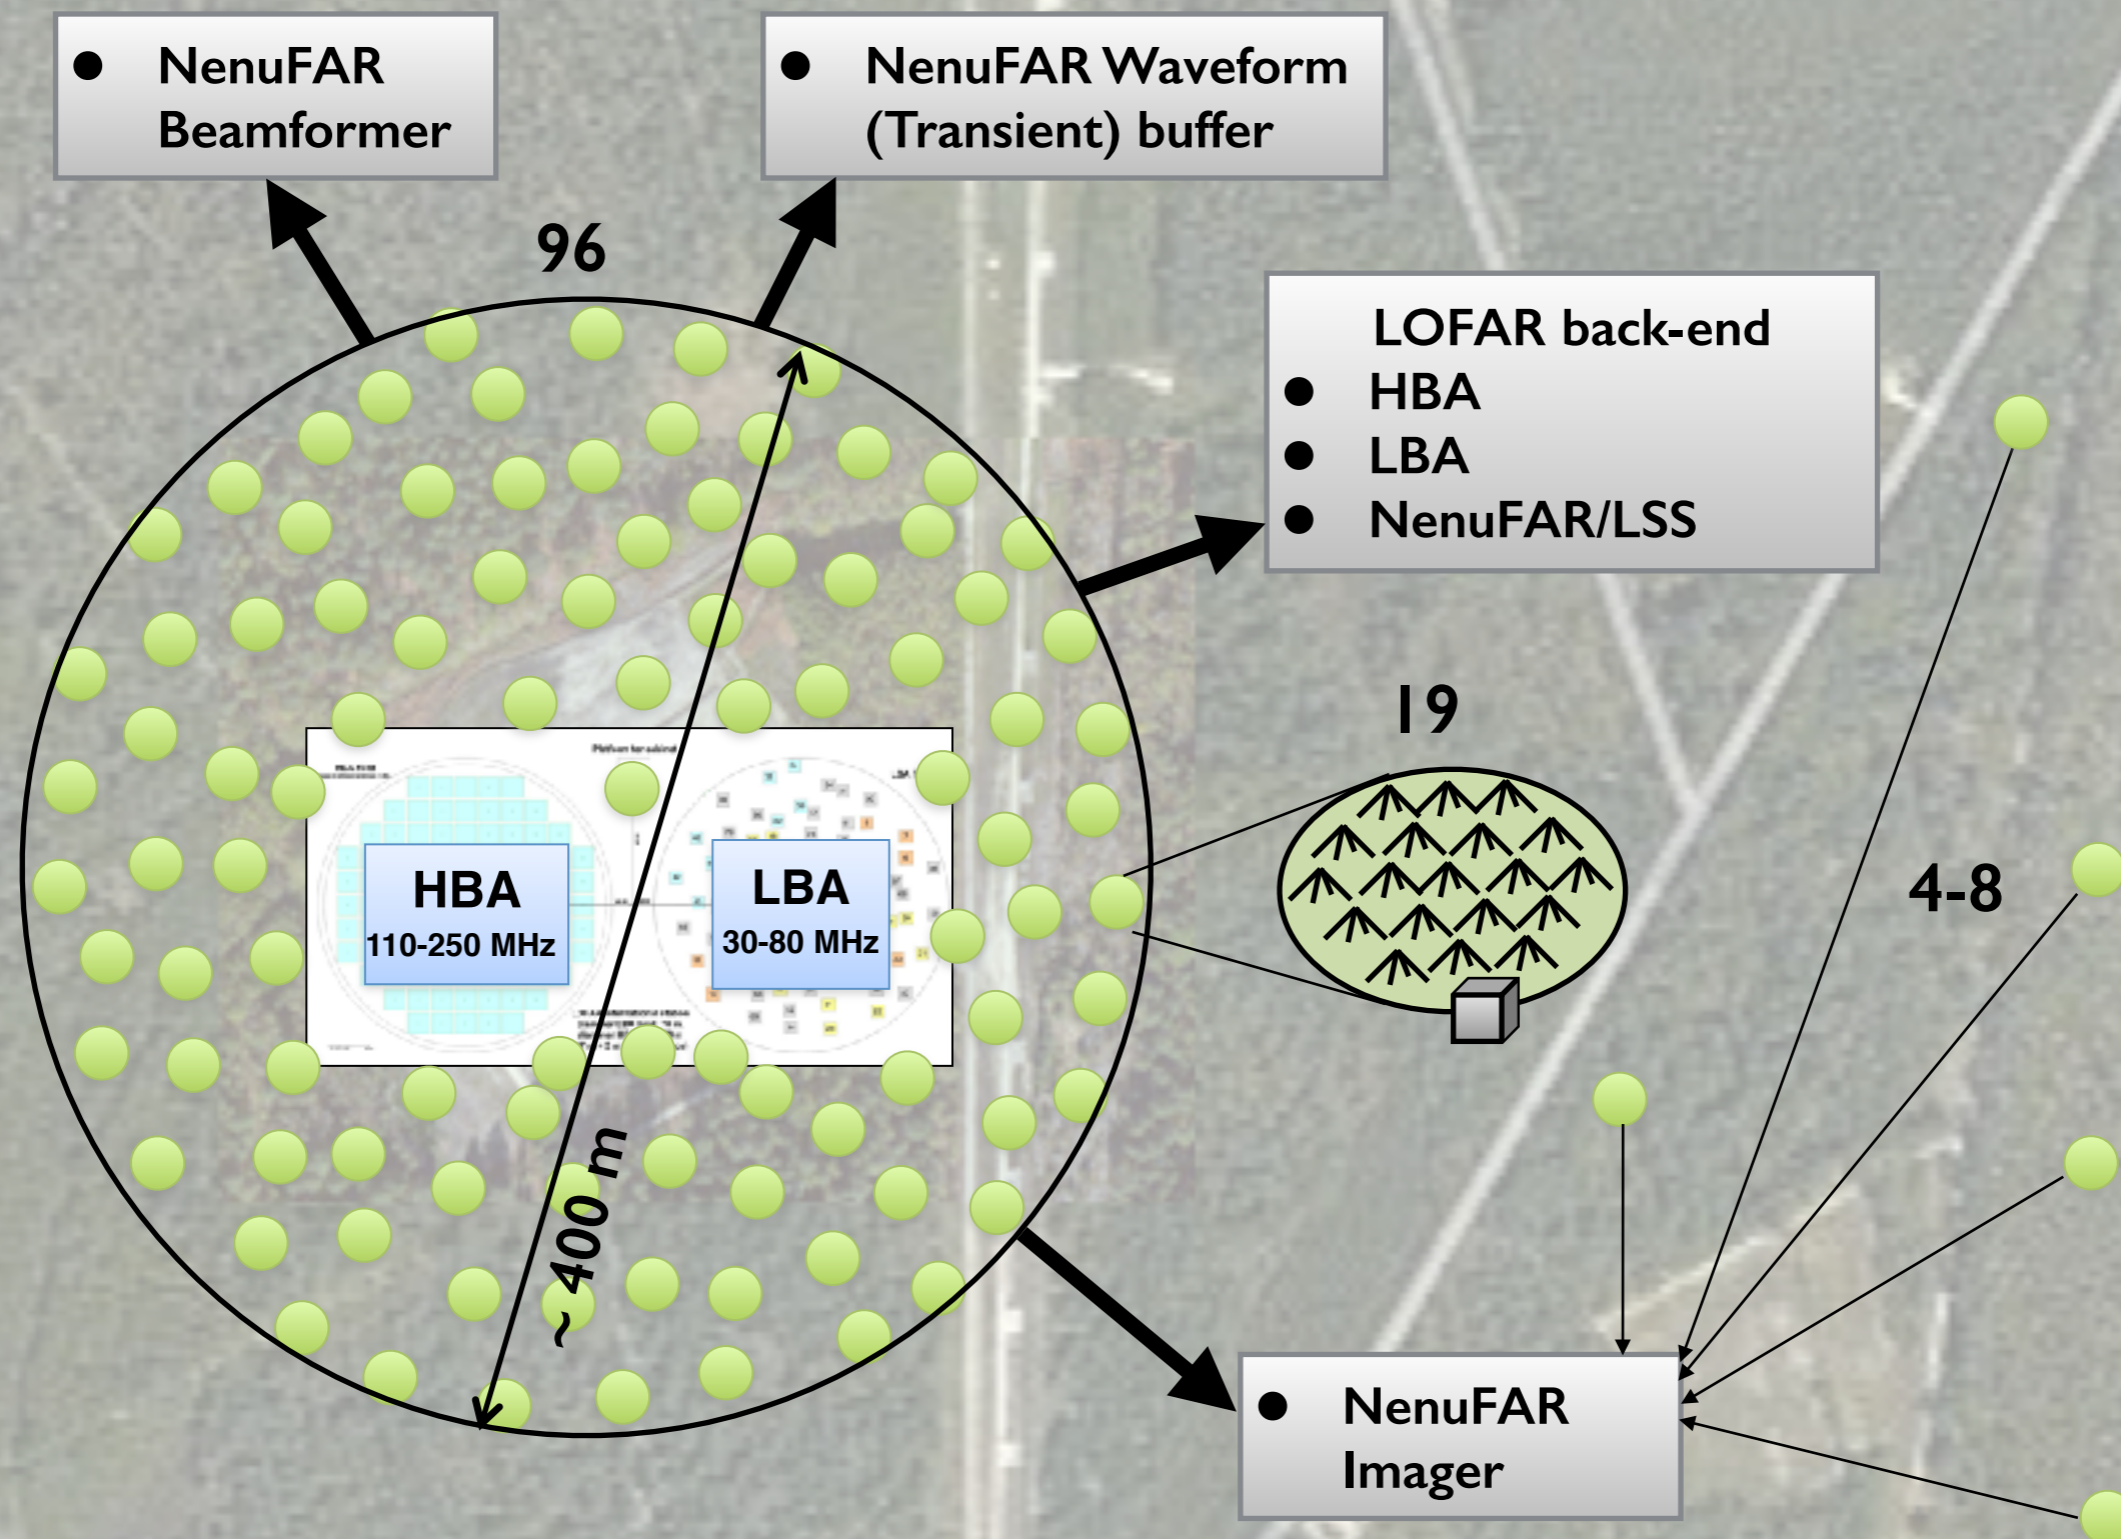 ● NenuFAR
Beamformer
● NenuFAR Waveform
(Transient) buffer
96
LOFAR back-end
● HBA
● LBA
● NenuFAR/LSS
19
HBA
110-250 MHz
LBA
30-80 MHz
4-8
~ 400 m
● NenuFAR
Imager